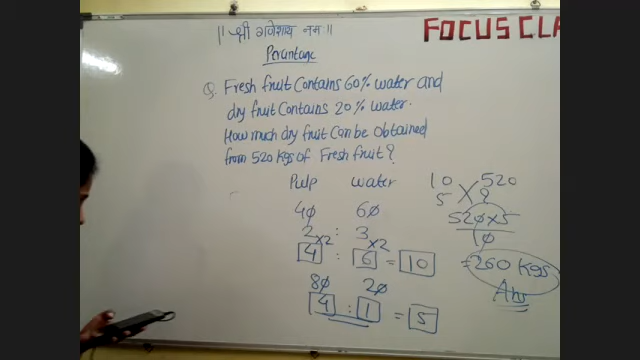 || श्री गणेशाय नमः ||
FOCUS CLA
Percentage
Q. Fresh fruit Contains 60% water and
dry fruit Contains 20% water.
How much dry fruit Can be obtained
from 520 Kgs of Fresh fruit?
Pulp water
40 60
2 : 3
×2 ×2
4 : 6 = 10
80 20
4 : 1 = 5
10 520
5 ?
520×5
10
=260 Kgs
Ans